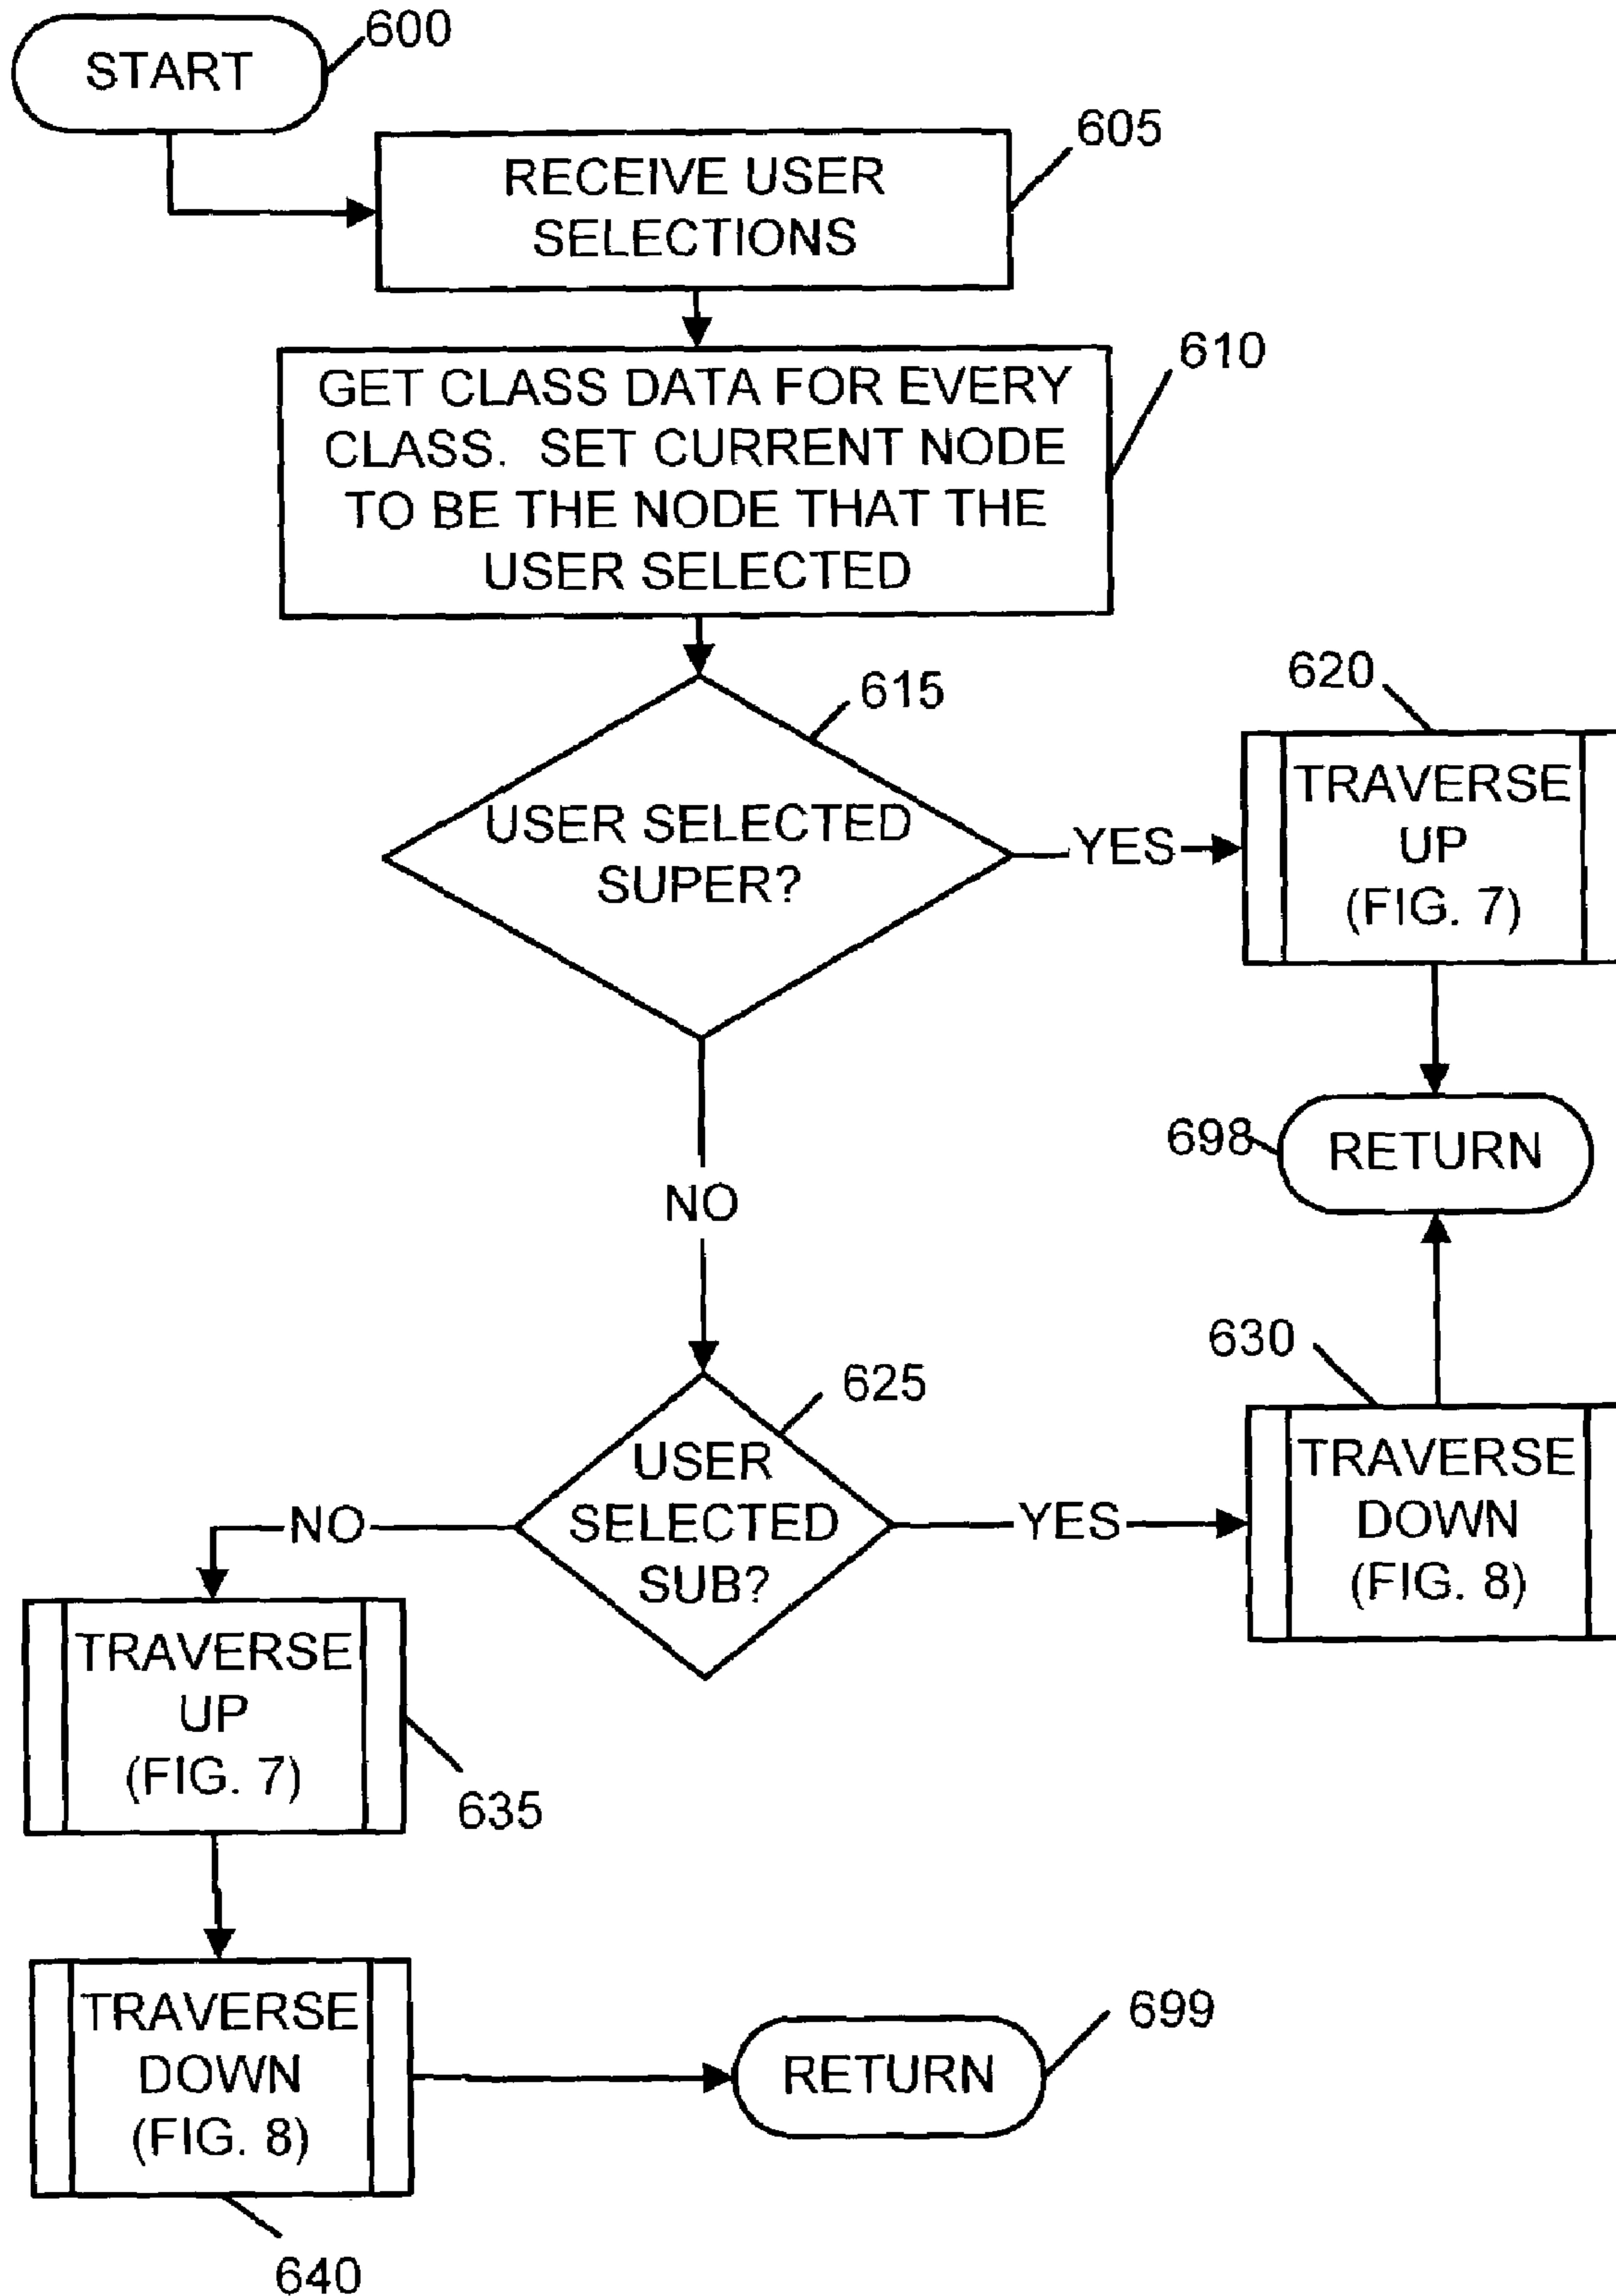 START
600
605
RECEIVE USER
SELECTIONS
610
GET CLASS DATA FOR EVERY
CLASS. SET CURRENT NODE
TO BE THE NODE THAT THE
USER SELECTED
615
USER SELECTED
SUPER?
YES
620
TRAVERSE
UP
(FIG. 7)
698
RETURN
NO
625
USER
SELECTED
SUB?
YES
630
TRAVERSE
DOWN
(FIG. 8)
NO
TRAVERSE
UP
(FIG. 7)
635
TRAVERSE
DOWN
(FIG. 8)
640
RETURN
699